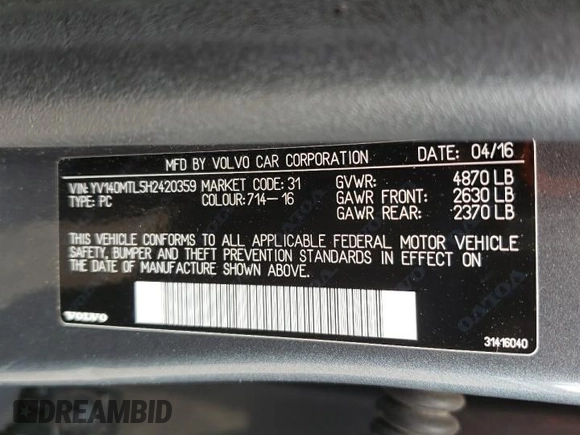 MFD BY VOLVO CAR CORPORATION DATE: 04/16
VIN: YV140MTL5H2420359 MARKET CODE: 31 GVWR: 4870 LB
TYPE: PC COLOUR: 714-16 GAWR FRONT: 2630 LB
GAWR REAR: 2370 LB
THIS VEHICLE CONFORMS TO ALL APPLICABLE FEDERAL MOTOR VEHICLE
SAFETY, BUMPER AND THEFT PREVENTION STANDARDS IN EFFECT ON
THE DATE OF MANUFACTURE SHOWN ABOVE.
VOLVO
31416040
DREAMBID